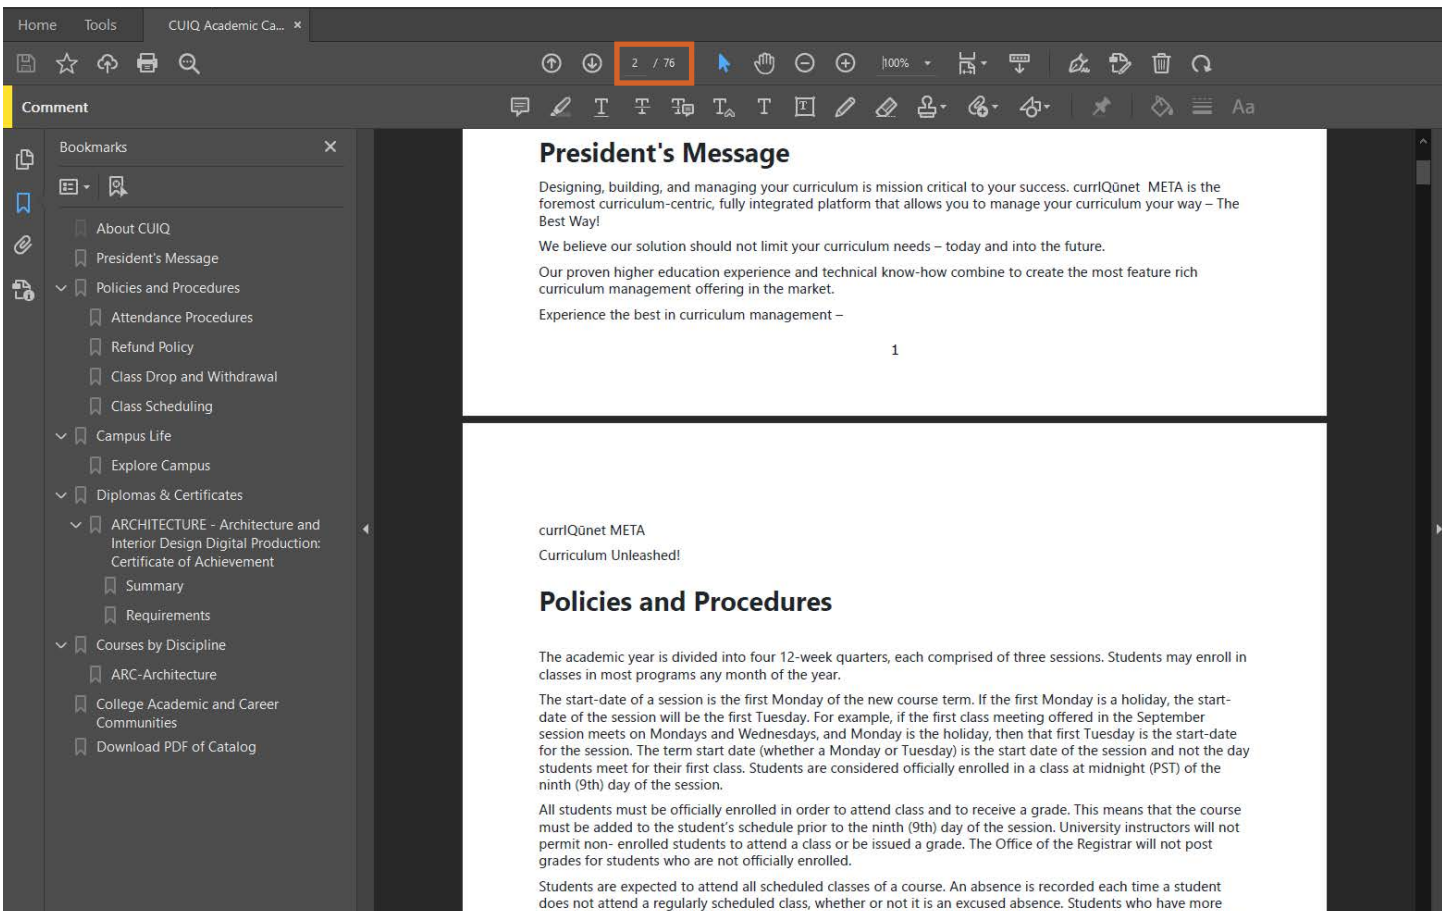 Home Tools CUIQ Academic Ca... ×
2 / 76 100%
Comment
T T T T T T Aa
Bookmarks ×
About CUIQ
President's Message
Policies and Procedures
Attendance Procedures
Refund Policy
Class Drop and Withdrawal
Class Scheduling
Campus Life
Explore Campus
Diplomas & Certificates
ARCHITECTURE - Architecture and
Interior Design Digital Production:
Certificate of Achievement
Summary
Requirements
Courses by Discipline
ARC-Architecture
College Academic and Career
Communities
Download PDF of Catalog
President's Message
Designing, building, and managing your curriculum is mission critical to your success. currIQūnet META is the
foremost curriculum-centric, fully integrated platform that allows you to manage your curriculum your way – The
Best Way!
We believe our solution should not limit your curriculum needs – today and into the future.
Our proven higher education experience and technical know-how combine to create the most feature rich
curriculum management offering in the market.
Experience the best in curriculum management –
1
currIQūnet META
Curriculum Unleashed!
Policies and Procedures
The academic year is divided into four 12-week quarters, each comprised of three sessions. Students may enroll in
classes in most programs any month of the year.
The start-date of a session is the first Monday of the new course term. If the first Monday is a holiday, the start-
date of the session will be the first Tuesday. For example, if the first class meeting offered in the September
session meets on Mondays and Wednesdays, and Monday is the holiday, then that first Tuesday is the start-date
for the session. The term start date (whether a Monday or Tuesday) is the start date of the session and not the day
students meet for their first class. Students are considered officially enrolled in a class at midnight (PST) of the
ninth (9th) day of the session.
All students must be officially enrolled in order to attend class and to receive a grade. This means that the course
must be added to the student's schedule prior to the ninth (9th) day of the session. University instructors will not
permit non- enrolled students to attend a class or be issued a grade. The Office of the Registrar will not post
grades for students who are not officially enrolled.
Students are expected to attend all scheduled classes of a course. An absence is recorded each time a student
does not attend a regularly scheduled class, whether or not it is an excused absence. Students who have more